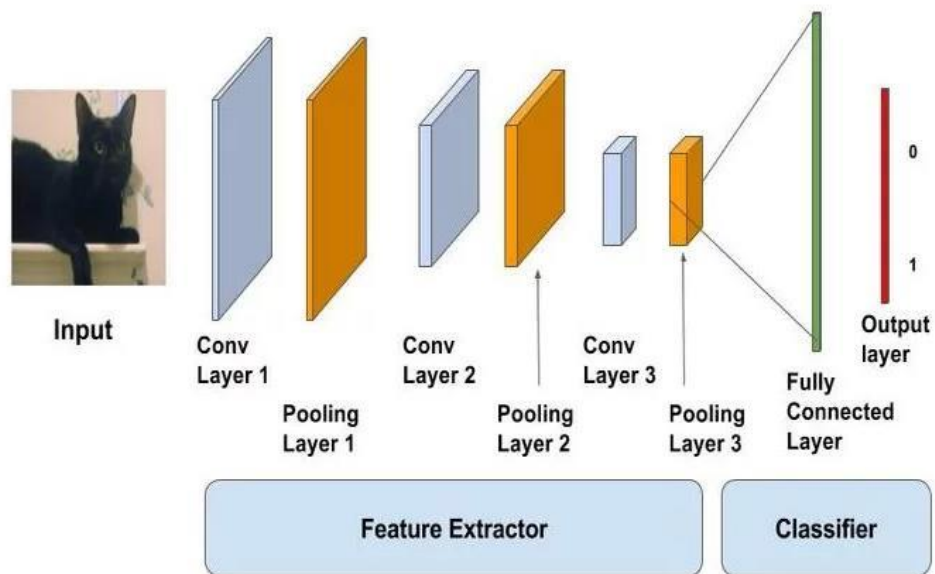 Input
Conv
Layer 1
Pooling
Layer 1
Conv
Layer 2
Pooling
Layer 2
Conv
Layer 3
Pooling
Layer 3
Fully
Connected
Layer
0
1
Output
layer
Feature Extractor
Classifier